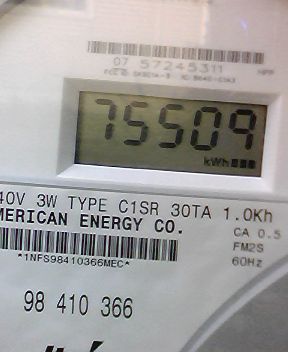 07 57245311
75509
kWh
40V 3W TYPE C1SR 30TA 1.0Kh
MERICAN ENERGY CO.
CA 0.5
FM2S
*1NFS98410366MEC*
60Hz
98 410 366